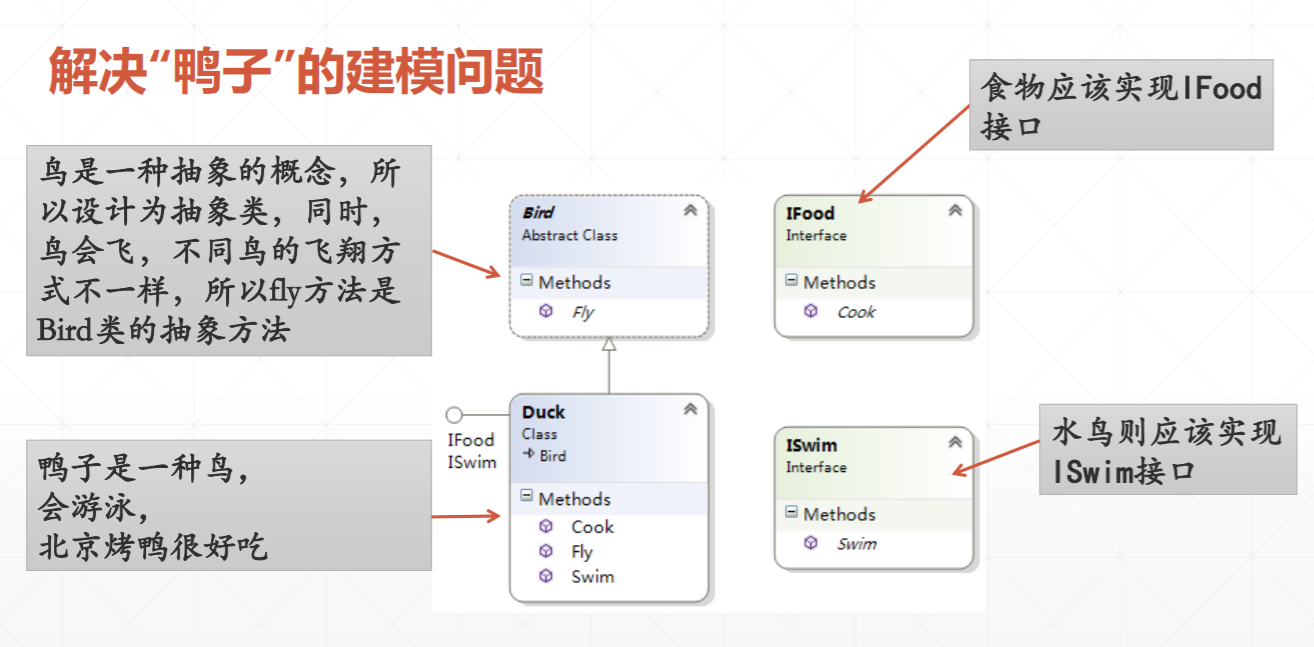 解决“鸭子”的建模问题
食物应该实现IFood
接口
鸟是一种抽象的概念，所
以设计为抽象类，同时，
鸟会飞，不同鸟的飞翔方
式不一样，所以fly方法是
Bird类的抽象方法
Bird
Abstract Class
Methods
Fly
IFood
Interface
Methods
Cook
鸭子是一种鸟，
会游泳，
北京烤鸭很好吃
IFood
ISwim
Duck
Class
Bird
Methods
Cook
Fly
Swim
ISwim
Interface
Methods
Swim
水鸟则应该实现
ISwim接口